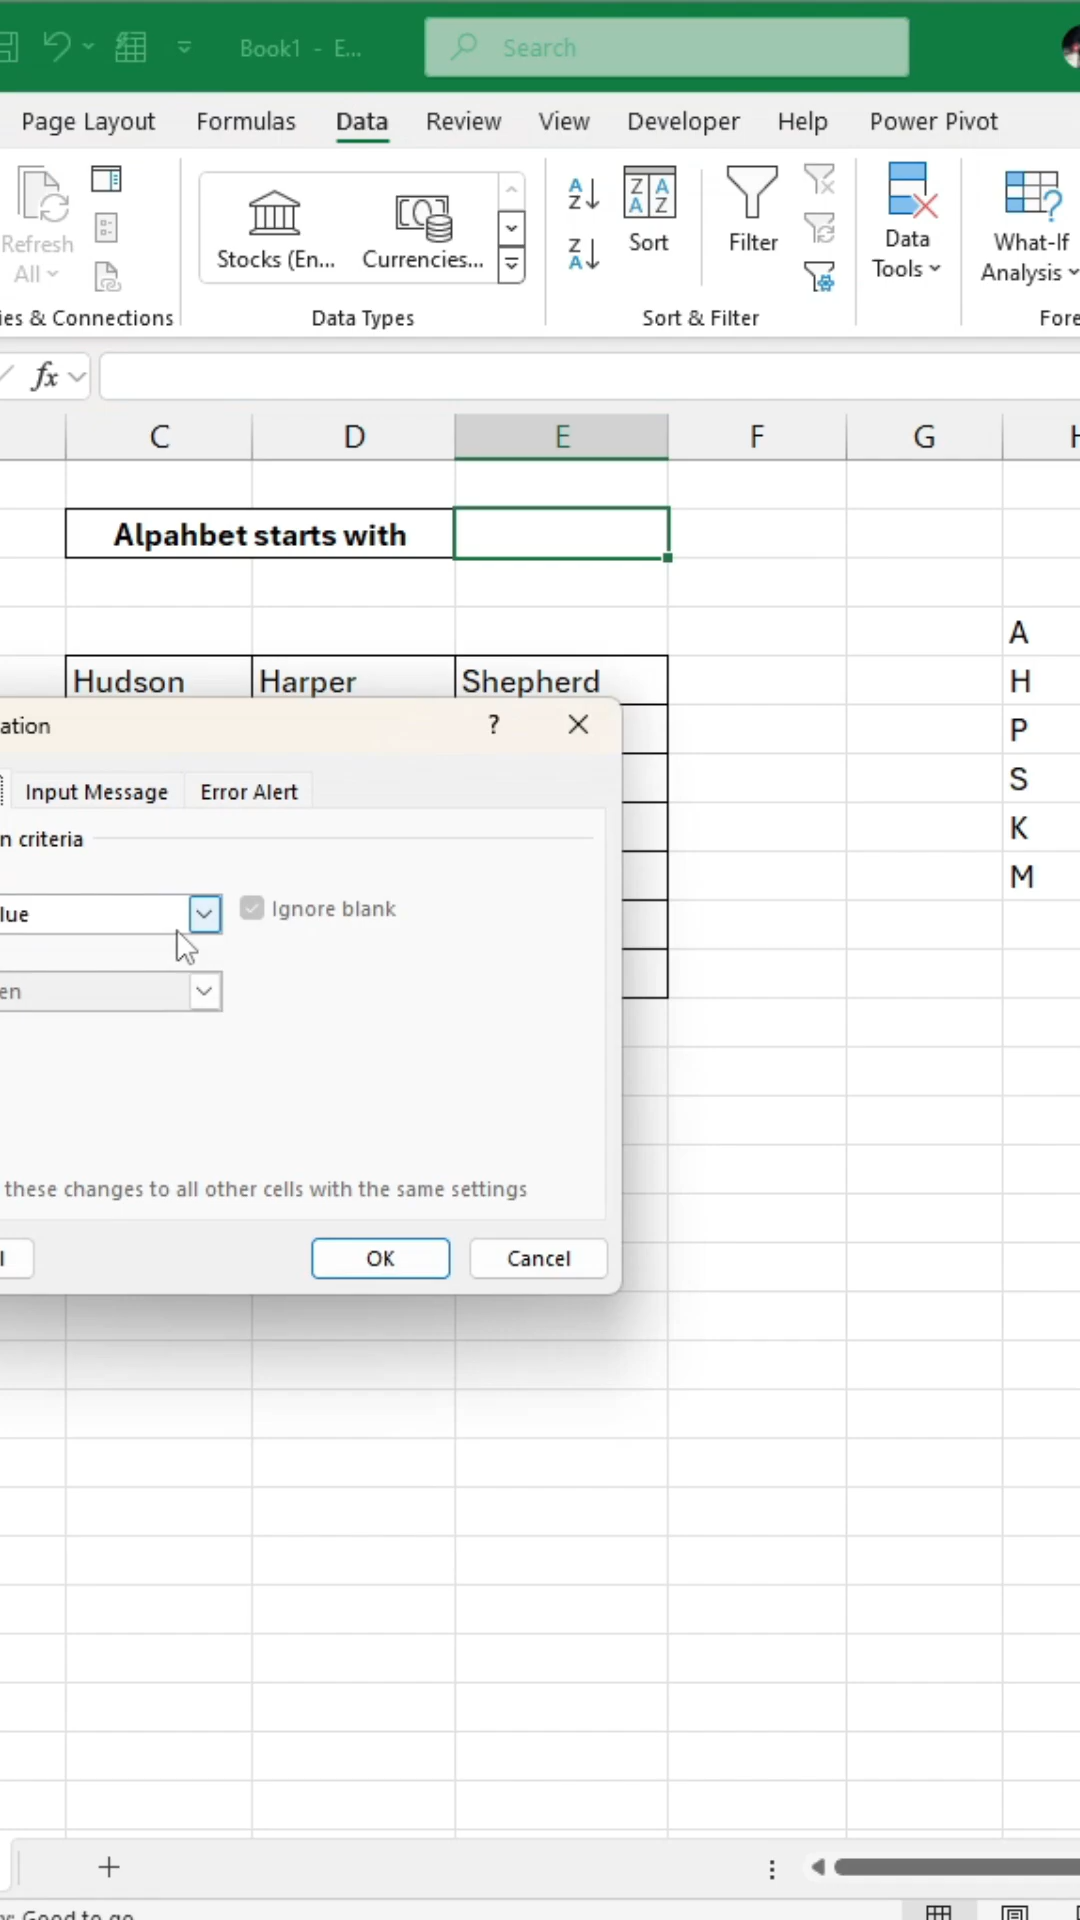 Book1 - E...
Search
Page Layout Formulas Data Review View Developer Help Power Pivot
Refresh
All
Stocks (En... Currencies...
A
Z
Z
A
Z A
A Z
Sort
Filter
Data
Tools
What-If
Analysis
ies & Connections
Data Types
Sort & Filter
Fore
fx
C D E F G H
Alpahbet starts with
A
Hudson Harper Shepherd H
P
S
K
M
ation ?
Input Message Error Alert
n criteria
lue
Ignore blank
en
these changes to all other cells with the same settings
l OK Cancel